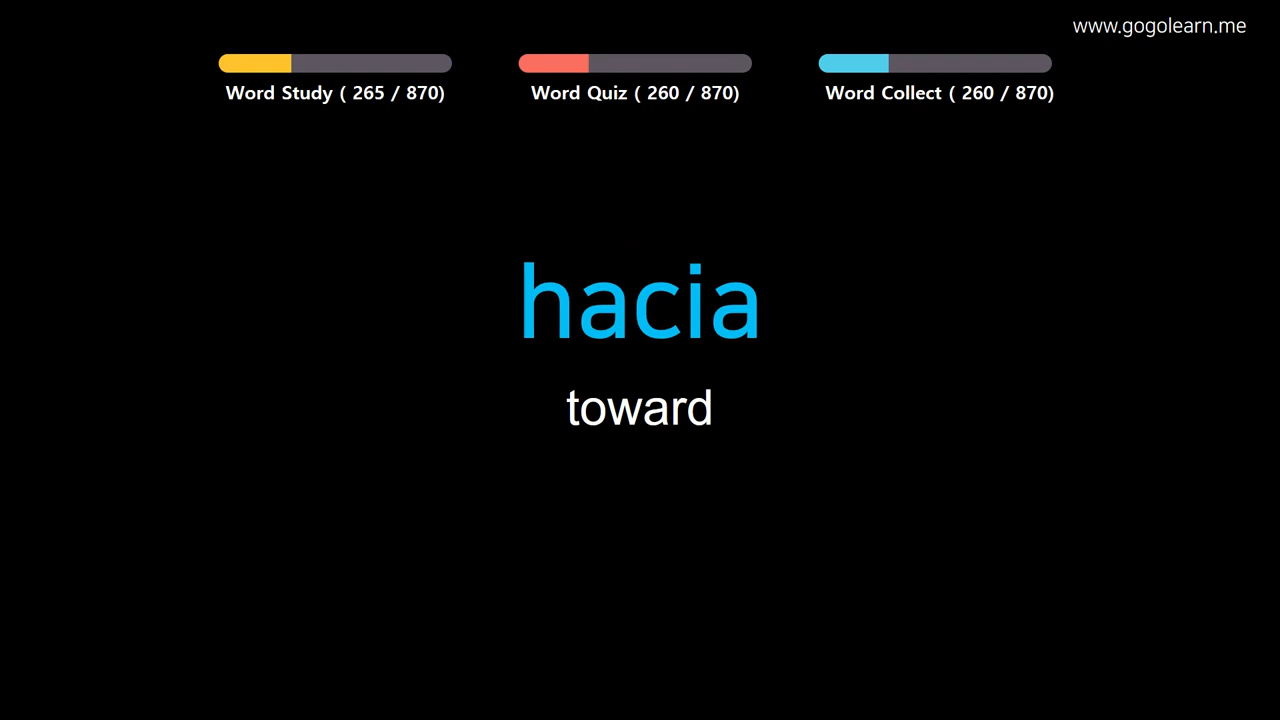 www.gogolearn.me
Word Study ( 265 / 870)
Word Quiz ( 260 / 870)
Word Collect ( 260 / 870)
hacia
toward